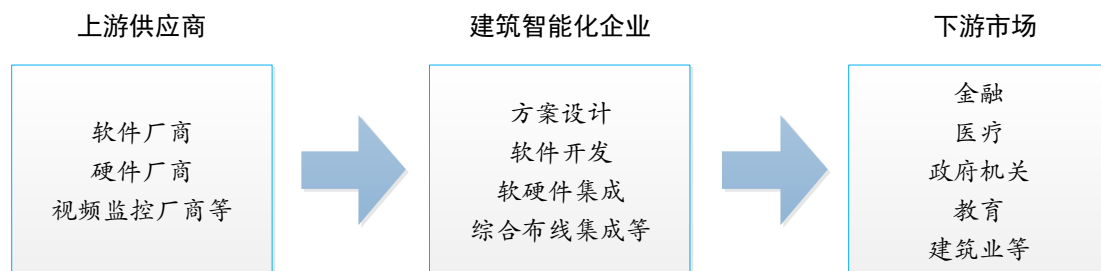 上游供应商
软件厂商
硬件厂商
视频监控厂商等
建筑智能化企业
方案设计
软件开发
软硬件集成
综合布线集成等
下游市场
金融
医疗
政府机关
教育
建筑业等